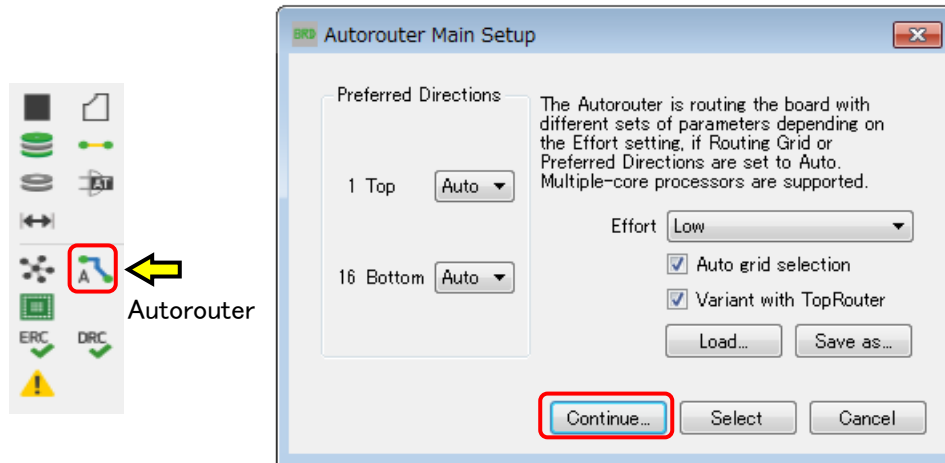 BRD Autorouter Main Setup
Preferred Directions
1 Top Auto
16 Bottom Auto
The Autorouter is routing the board with
different sets of parameters depending on
the Effort setting, if Routing Grid or
Preferred Directions are set to Auto.
Multiple-core processors are supported.
Effort Low
Auto grid selection
Variant with TopRouter
Load... Save as...
Continue... Select Cancel
A
Autorouter
ERC DRC